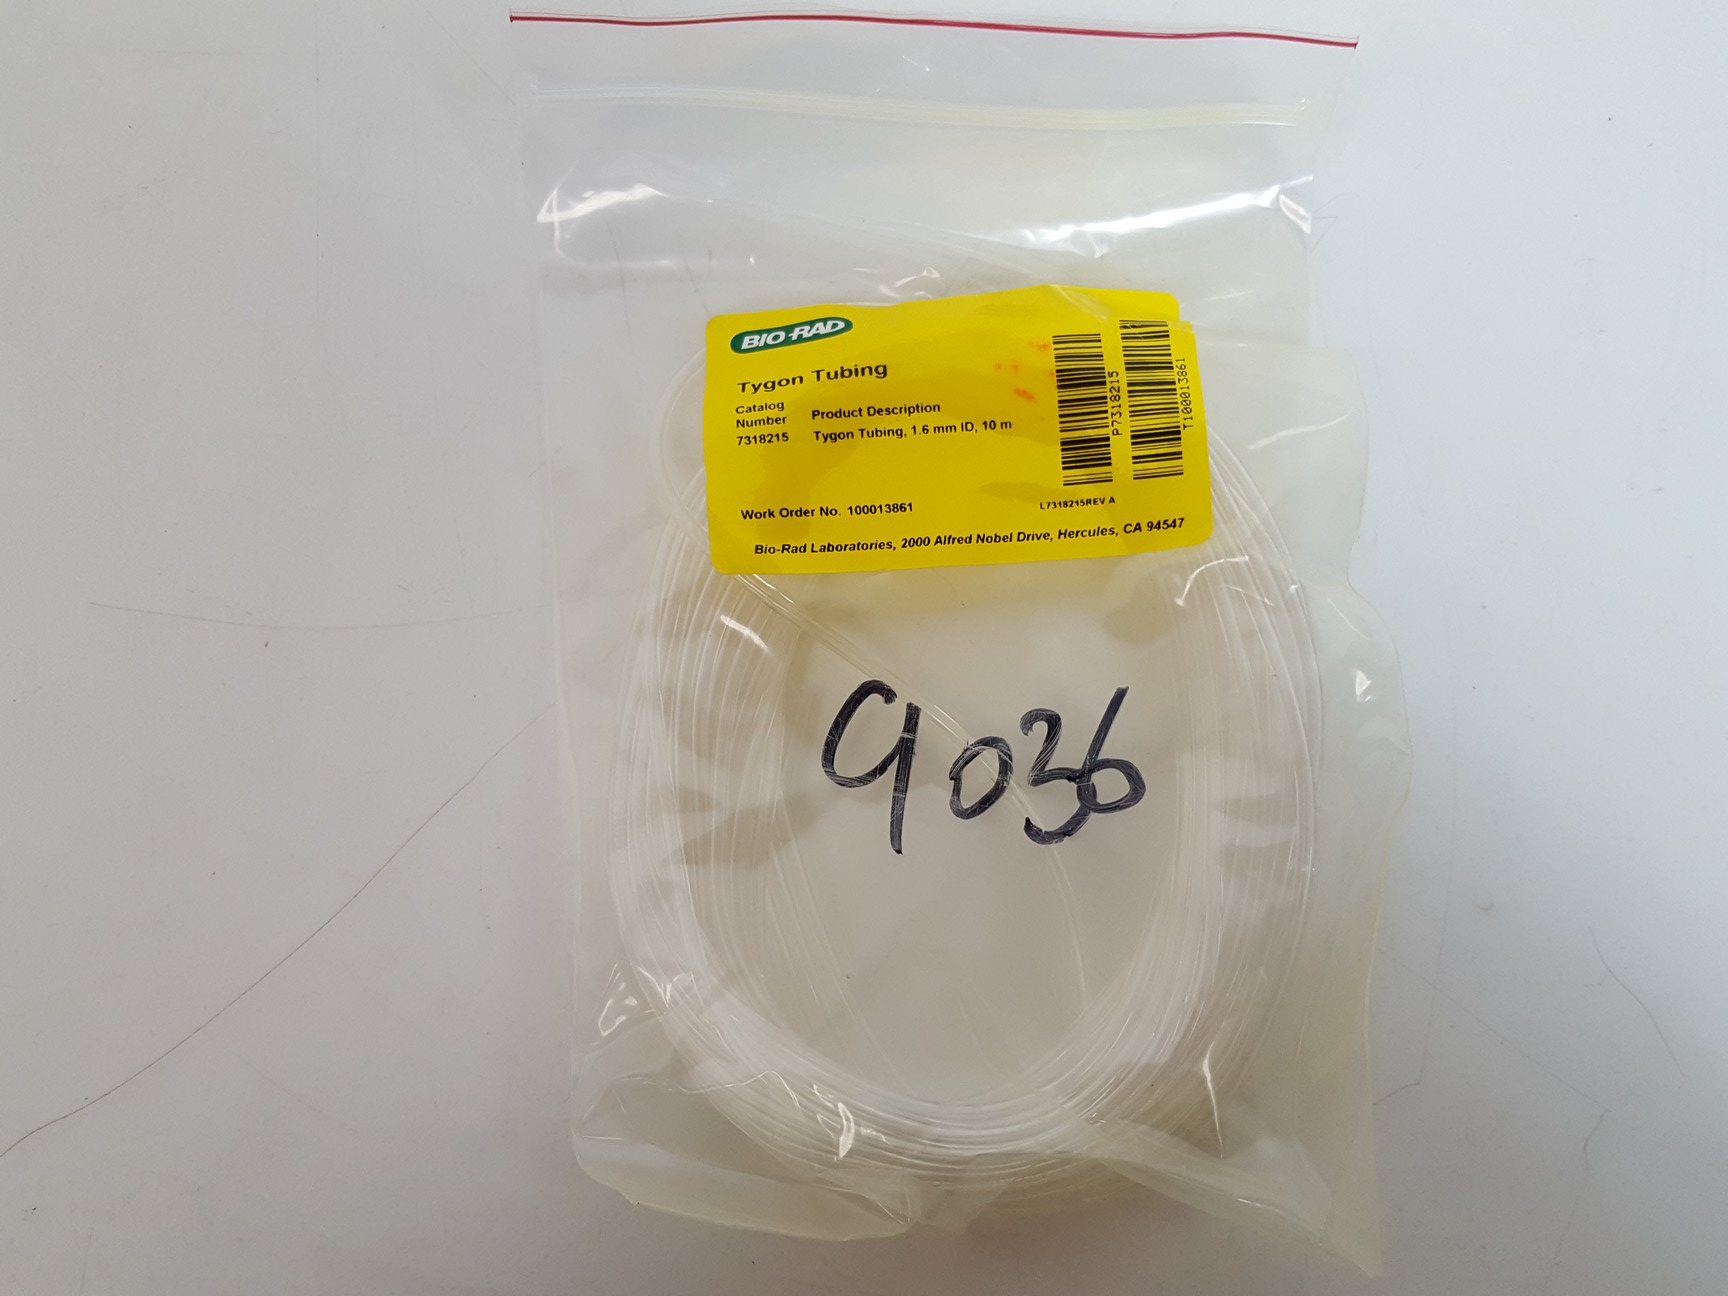 BIO-RAD
Tygon Tubing
Catalog Number Product Description
7318215 Tygon Tubing, 1.6 mm ID, 10 m
P7318215
T100013861
Work Order No. 100013861
L7318215REV A
Bio-Rad Laboratories, 2000 Alfred Nobel Drive, Hercules, CA 94547
9036